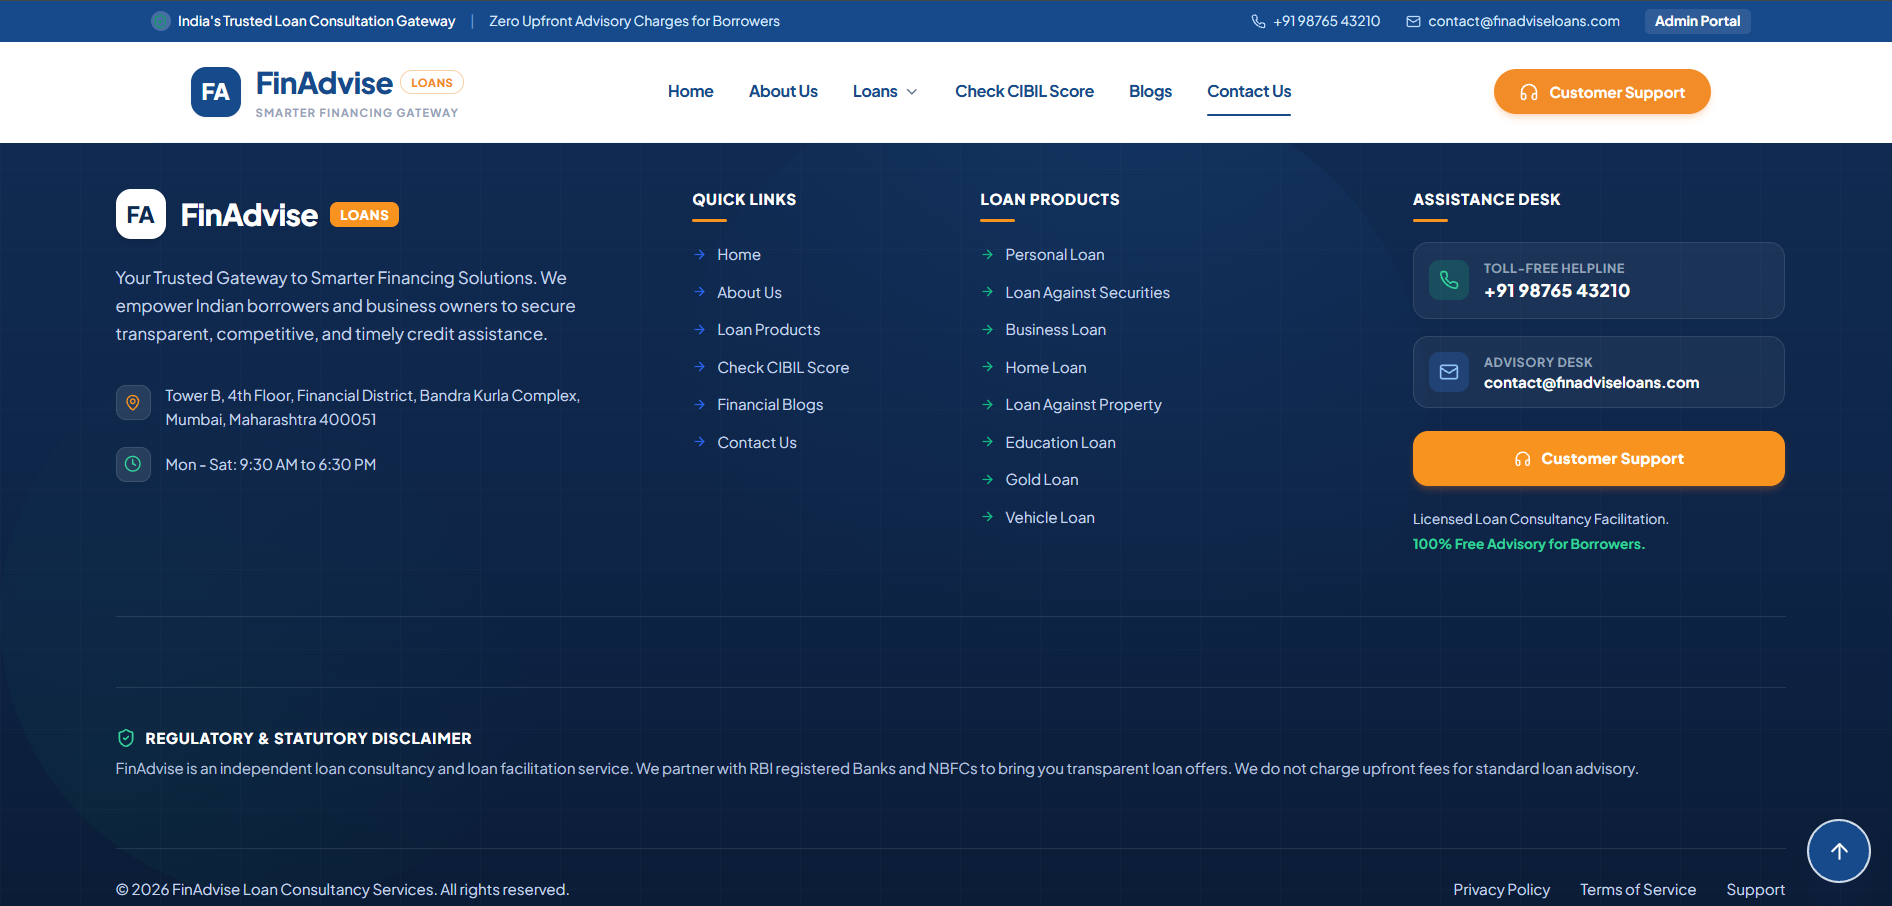 India's Trusted Loan Consultation Gateway | Zero Upfront Advisory Charges for Borrowers
+91 98765 43210
contact@finadviseloans.com
Admin Portal
FA
FinAdvise LOANS
SMARTER FINANCING GATEWAY
Home
About Us
Loans
Check CIBIL Score
Blogs
Contact Us
Customer Support
FA FinAdvise LOANS
Your Trusted Gateway to Smarter Financing Solutions. We
empower Indian borrowers and business owners to secure
transparent, competitive, and timely credit assistance.
Tower B, 4th Floor, Financial District, Bandra Kurla Complex,
Mumbai, Maharashtra 400051
Mon - Sat: 9:30 AM to 6:30 PM
QUICK LINKS
Home
About Us
Loan Products
Check CIBIL Score
Financial Blogs
Contact Us
LOAN PRODUCTS
Personal Loan
Loan Against Securities
Business Loan
Home Loan
Loan Against Property
Education Loan
Gold Loan
Vehicle Loan
ASSISTANCE DESK
TOLL-FREE HELPLINE
+91 98765 43210
ADVISORY DESK
contact@finadviseloans.com
Customer Support
Licensed Loan Consultancy Facilitation.
100% Free Advisory for Borrowers.
REGULATORY & STATUTORY DISCLAIMER
FinAdvise is an independent loan consultancy and loan facilitation service. We partner with RBI registered Banks and NBFCs to bring you transparent loan offers. We do not charge upfront fees for standard loan advisory.
© 2026 FinAdvise Loan Consultancy Services. All rights reserved.
Privacy Policy
Terms of Service
Support